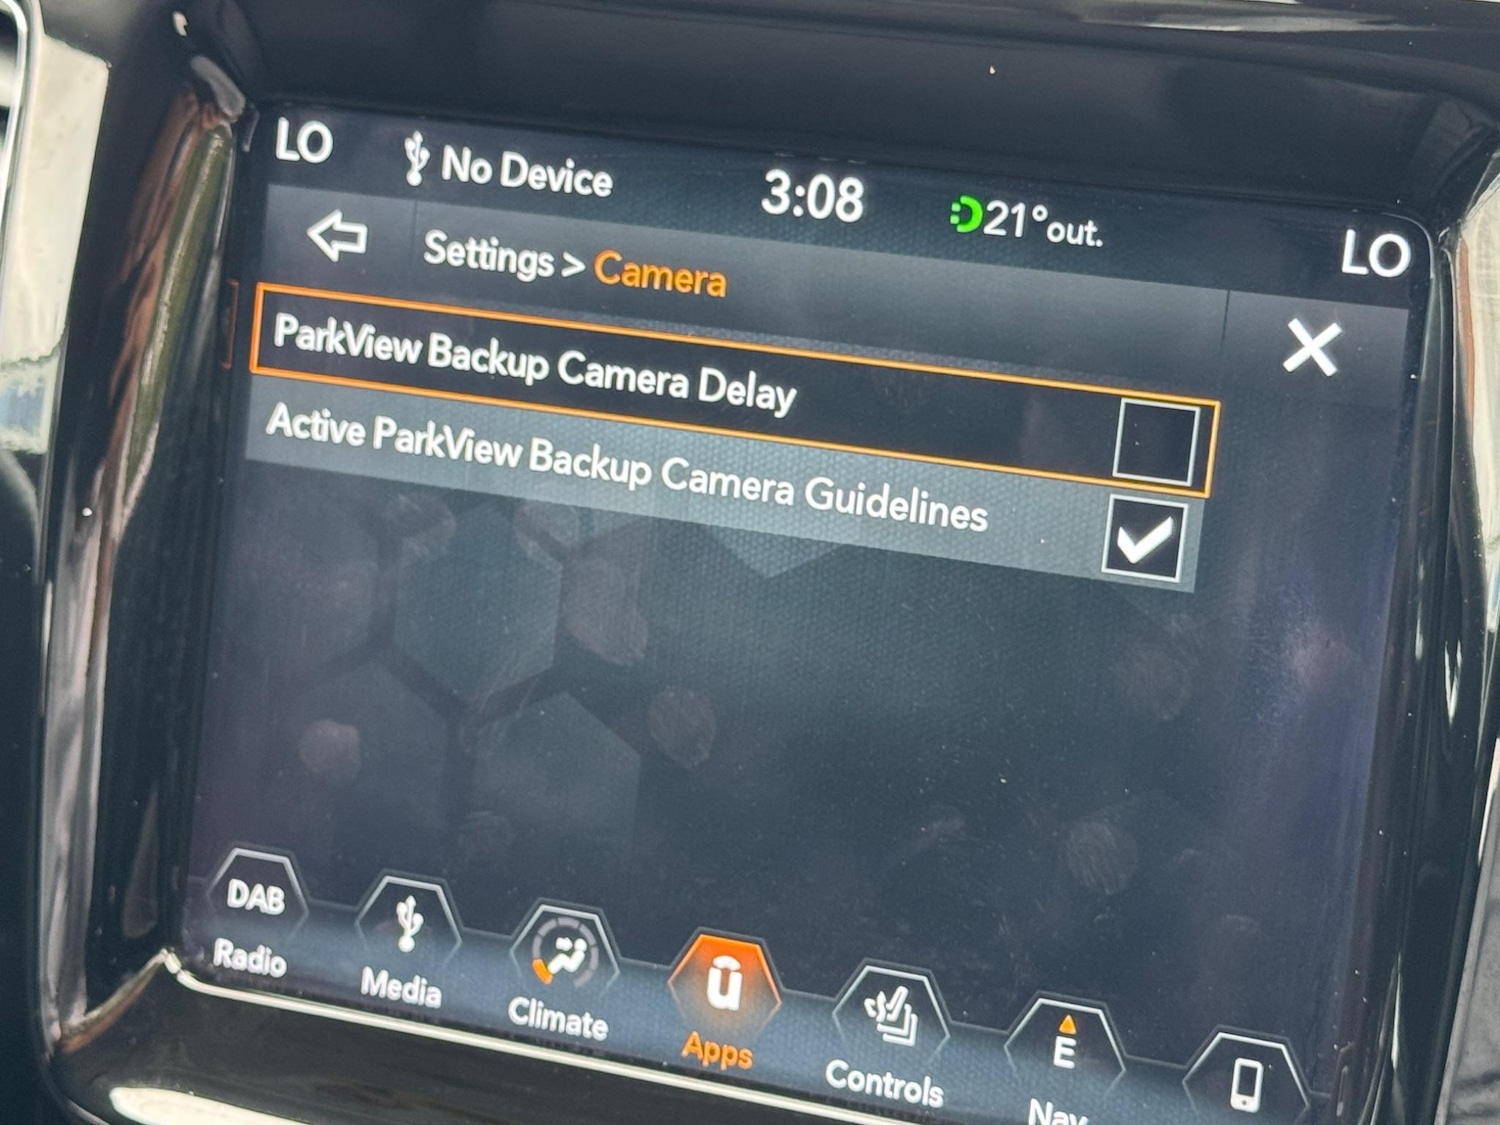 LO
No Device
3:08
21°out.
LO
Settings > Camera
ParkView Backup Camera Delay
Active ParkView Backup Camera Guidelines
DAB
Radio
Media
Climate
ū
Apps
Controls
E
Nav